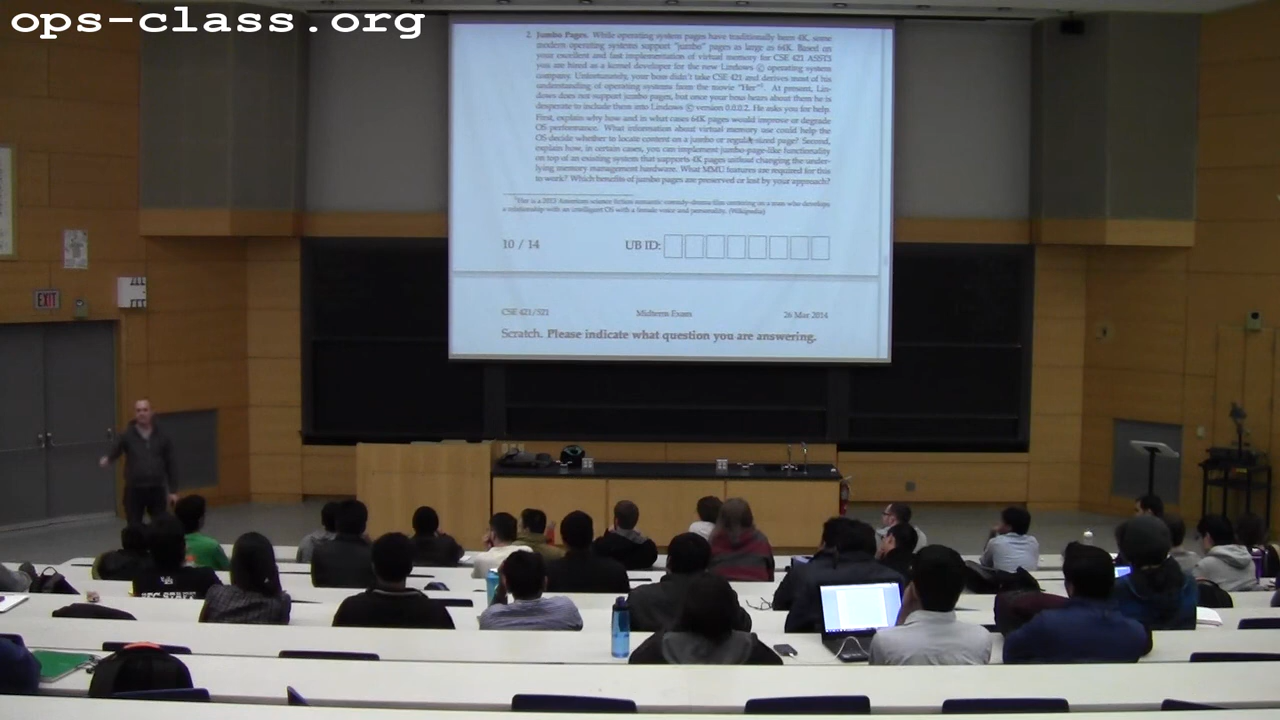 ops-class.org
2. Jumbo Pages. While operating system pages have traditionally been 4K, some
modern operating systems support "jumbo" pages as large as 64K. Based on
your excellent and fast implementation of virtual memory for CSE 421 ASST3
you are hired as a kernel developer for the new Lindows © operating system
company. Unfortunately, your boss didn't take CSE 421 and derives most of his
understanding of operating systems from the movie "Her"1. At present, Lin-
dows does not support jumbo pages, but once your boss hears about them he is
desperate to include them into Lindows © version 0.0.0.2. He asks you for help.
First, explain why how and in what cases 64K pages would improve or degrade
OS performance. What information about virtual memory use could help the
OS decide whether to locate content on a jumbo or regular-sized page? Second,
explain how, in certain cases, you can implement jumbo-page-like functionality
on top of an existing system that supports 4K pages without changing the under-
lying memory management hardware. What MMU features are required for this
to work? Which benefits of jumbo pages are preserved or lost by your approach?
1Her is a 2013 American science fiction romantic comedy-drama film centering on a man who develops
a relationship with an intelligent OS with a female voice and personality. (Wikipedia)
10 / 14 UB ID:
CSE 421/521 Midterm Exam 26 Mar 2014
Scratch. Please indicate what question you are answering.
EXIT
STAFF